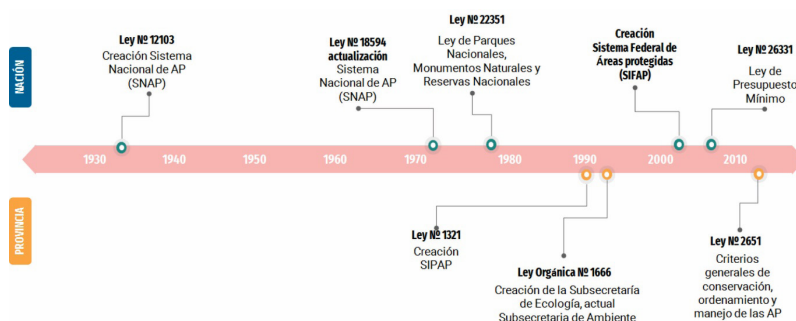 NACIÓN
Ley Nº 12103
Creación Sistema
Nacional de AP
(SNAP)
Ley Nº 18594
actualización
Sistema
Nacional de AP
(SNAP)
Ley Nº 22351
Ley de Parques
Nacionales,
Monumentos Naturales y
Reservas Nacionales
Creación
Sistema Federal de
Áreas protegidas
(SIFAP)
Ley Nº 26331
Ley de
Presupuesto
Mínimo
1930 1940 1950 1960 1970 1980 1990 2000 2010
PROVINCIA
Ley Nº 1321
Creación
SIPAP
Ley Orgánica Nº 1666
Creación de la Subsecretaría
de Ecología, actual
Subsecretaria de Ambiente
Ley Nº 2651
Criterios
generales de
conservación,
ordenamiento y
manejo de las AP